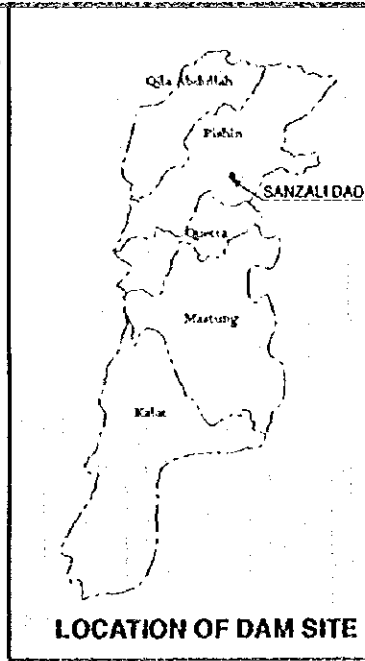 Qila Abdullah
Pishin
SANZALI DAD
Quetta
Mastung
Kalat
LOCATION OF DAM SITE